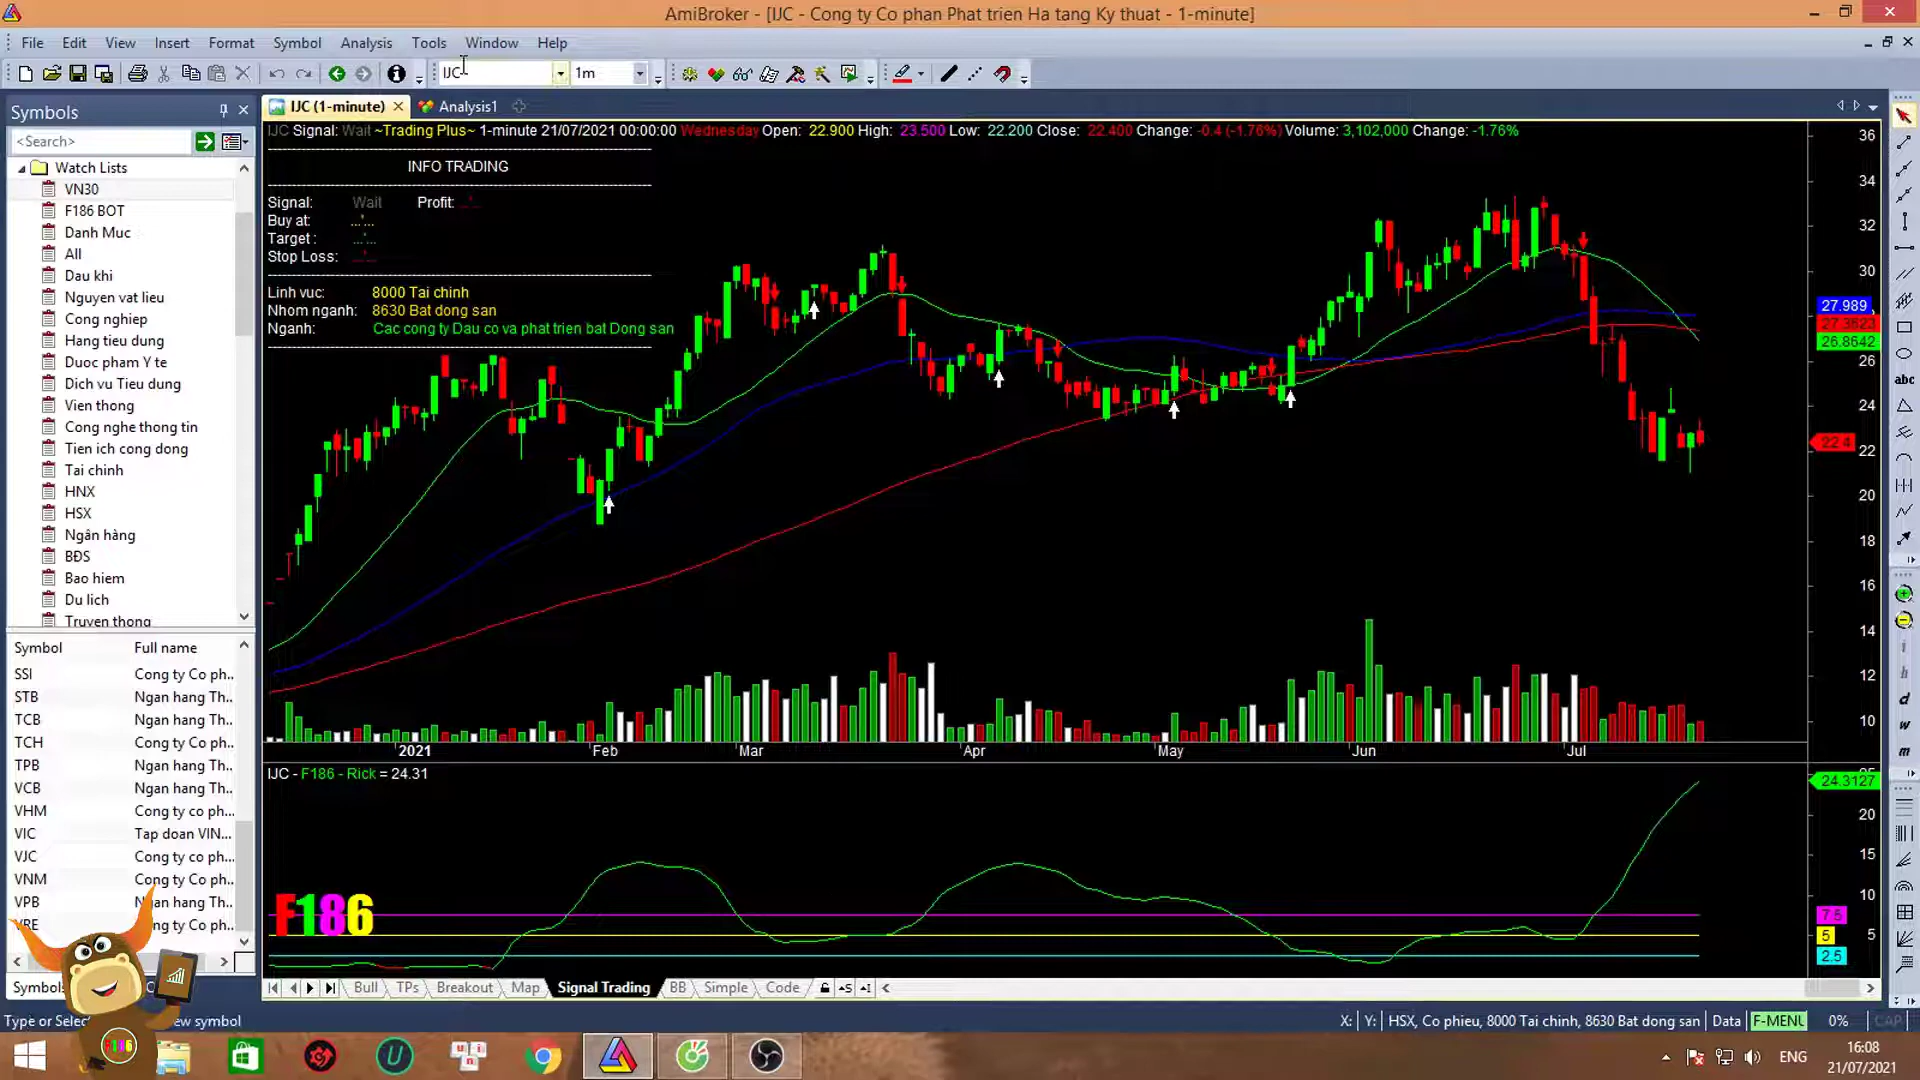 AmiBroker - [IJC - Cong ty Co phan Phat trien Ha tang Ky thuat - 1-minute]
File Edit View Insert Format Symbol Analysis Tools Window Help
IJC 1m
Symbols
IJC (1-minute) Analysis1
<Search>
Watch Lists
VN30
F186 BOT
Danh Muc
All
Dau khi
Nguyen vat lieu
Cong nghiep
Hang tieu dung
Duoc pham Y te
Dich vu Tieu dung
Vien thong
Cong nghe thong tin
Tien ich cong dong
Tai chinh
HNX
HSX
Ngân hàng
BĐS
Bao hiem
Du lich
Truyen thong
Symbol Full name
SSI Cong ty Co ph..
STB Ngan hang Th..
TCB Ngan hang Th..
TCH Cong ty Co ph..
TPB Ngan hang Th..
VCB Ngan hang Th..
VHM Cong ty co ph..
VIC Tap doan VIN...
VJC Cong ty co ph..
VNM Cong ty Co ph..
VPB Ngan hang Th..
VRE Cong ty Co ph..
Symbols
IJC Signal: Wait ~Trading Plus~ 1-minute 21/07/2021 00:00:00 Wednesday Open: 22.900 High: 23.500 Low: 22.200 Close: 22.400 Change: -0.4 (-1.76%) Volume: 3,102,000 Change: -1.76%
INFO TRADING
Signal: Wait Profit:
Buy at:
Target :
Stop Loss:
Linh vuc: 8000 Tai chinh
Nhom nganh: 8630 Bat dong san
Nganh: Cac cong ty Dau co va phat trien bat Dong san
36
34
32
30
27.989
27.3623
26.8642
26
24
22.4
22
20
18
16
14
12
10
2021 Feb Mar Apr May Jun Jul
IJC - F186 - Rick = 24.31
24.3127
20
15
10
7.5
5 5
2.5
F186
Bull TPs Breakout Map Signal Trading BB Simple Code
abc
d
w
m
X: Y: HSX, Co phieu, 8000 Tai chinh, 8630 Bat dong san Data F-MENU 0% CAP
F186
ENG
16:08
21/07/2021